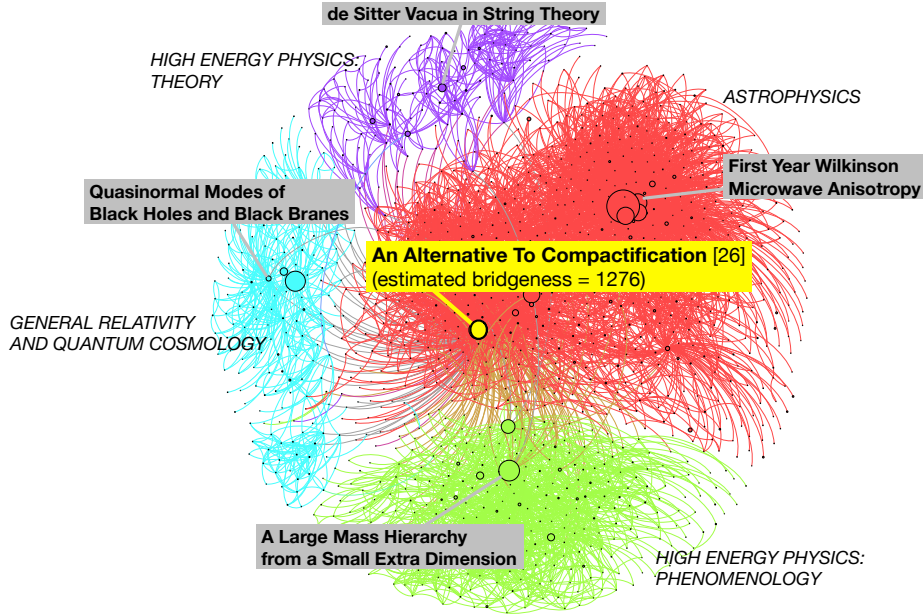 de Sitter Vacua in String Theory
HIGH ENERGY PHYSICS:
THEORY
ASTROPHYSICS
First Year Wilkinson
Microwave Anisotropy
Quasinormal Modes of
Black Holes and Black Branes
An Alternative To Compactification [26]
(estimated bridgeness = 1276)
GENERAL RELATIVITY
AND QUANTUM COSMOLOGY
A Large Mass Hierarchy
from a Small Extra Dimension
HIGH ENERGY PHYSICS:
PHENOMENOLOGY